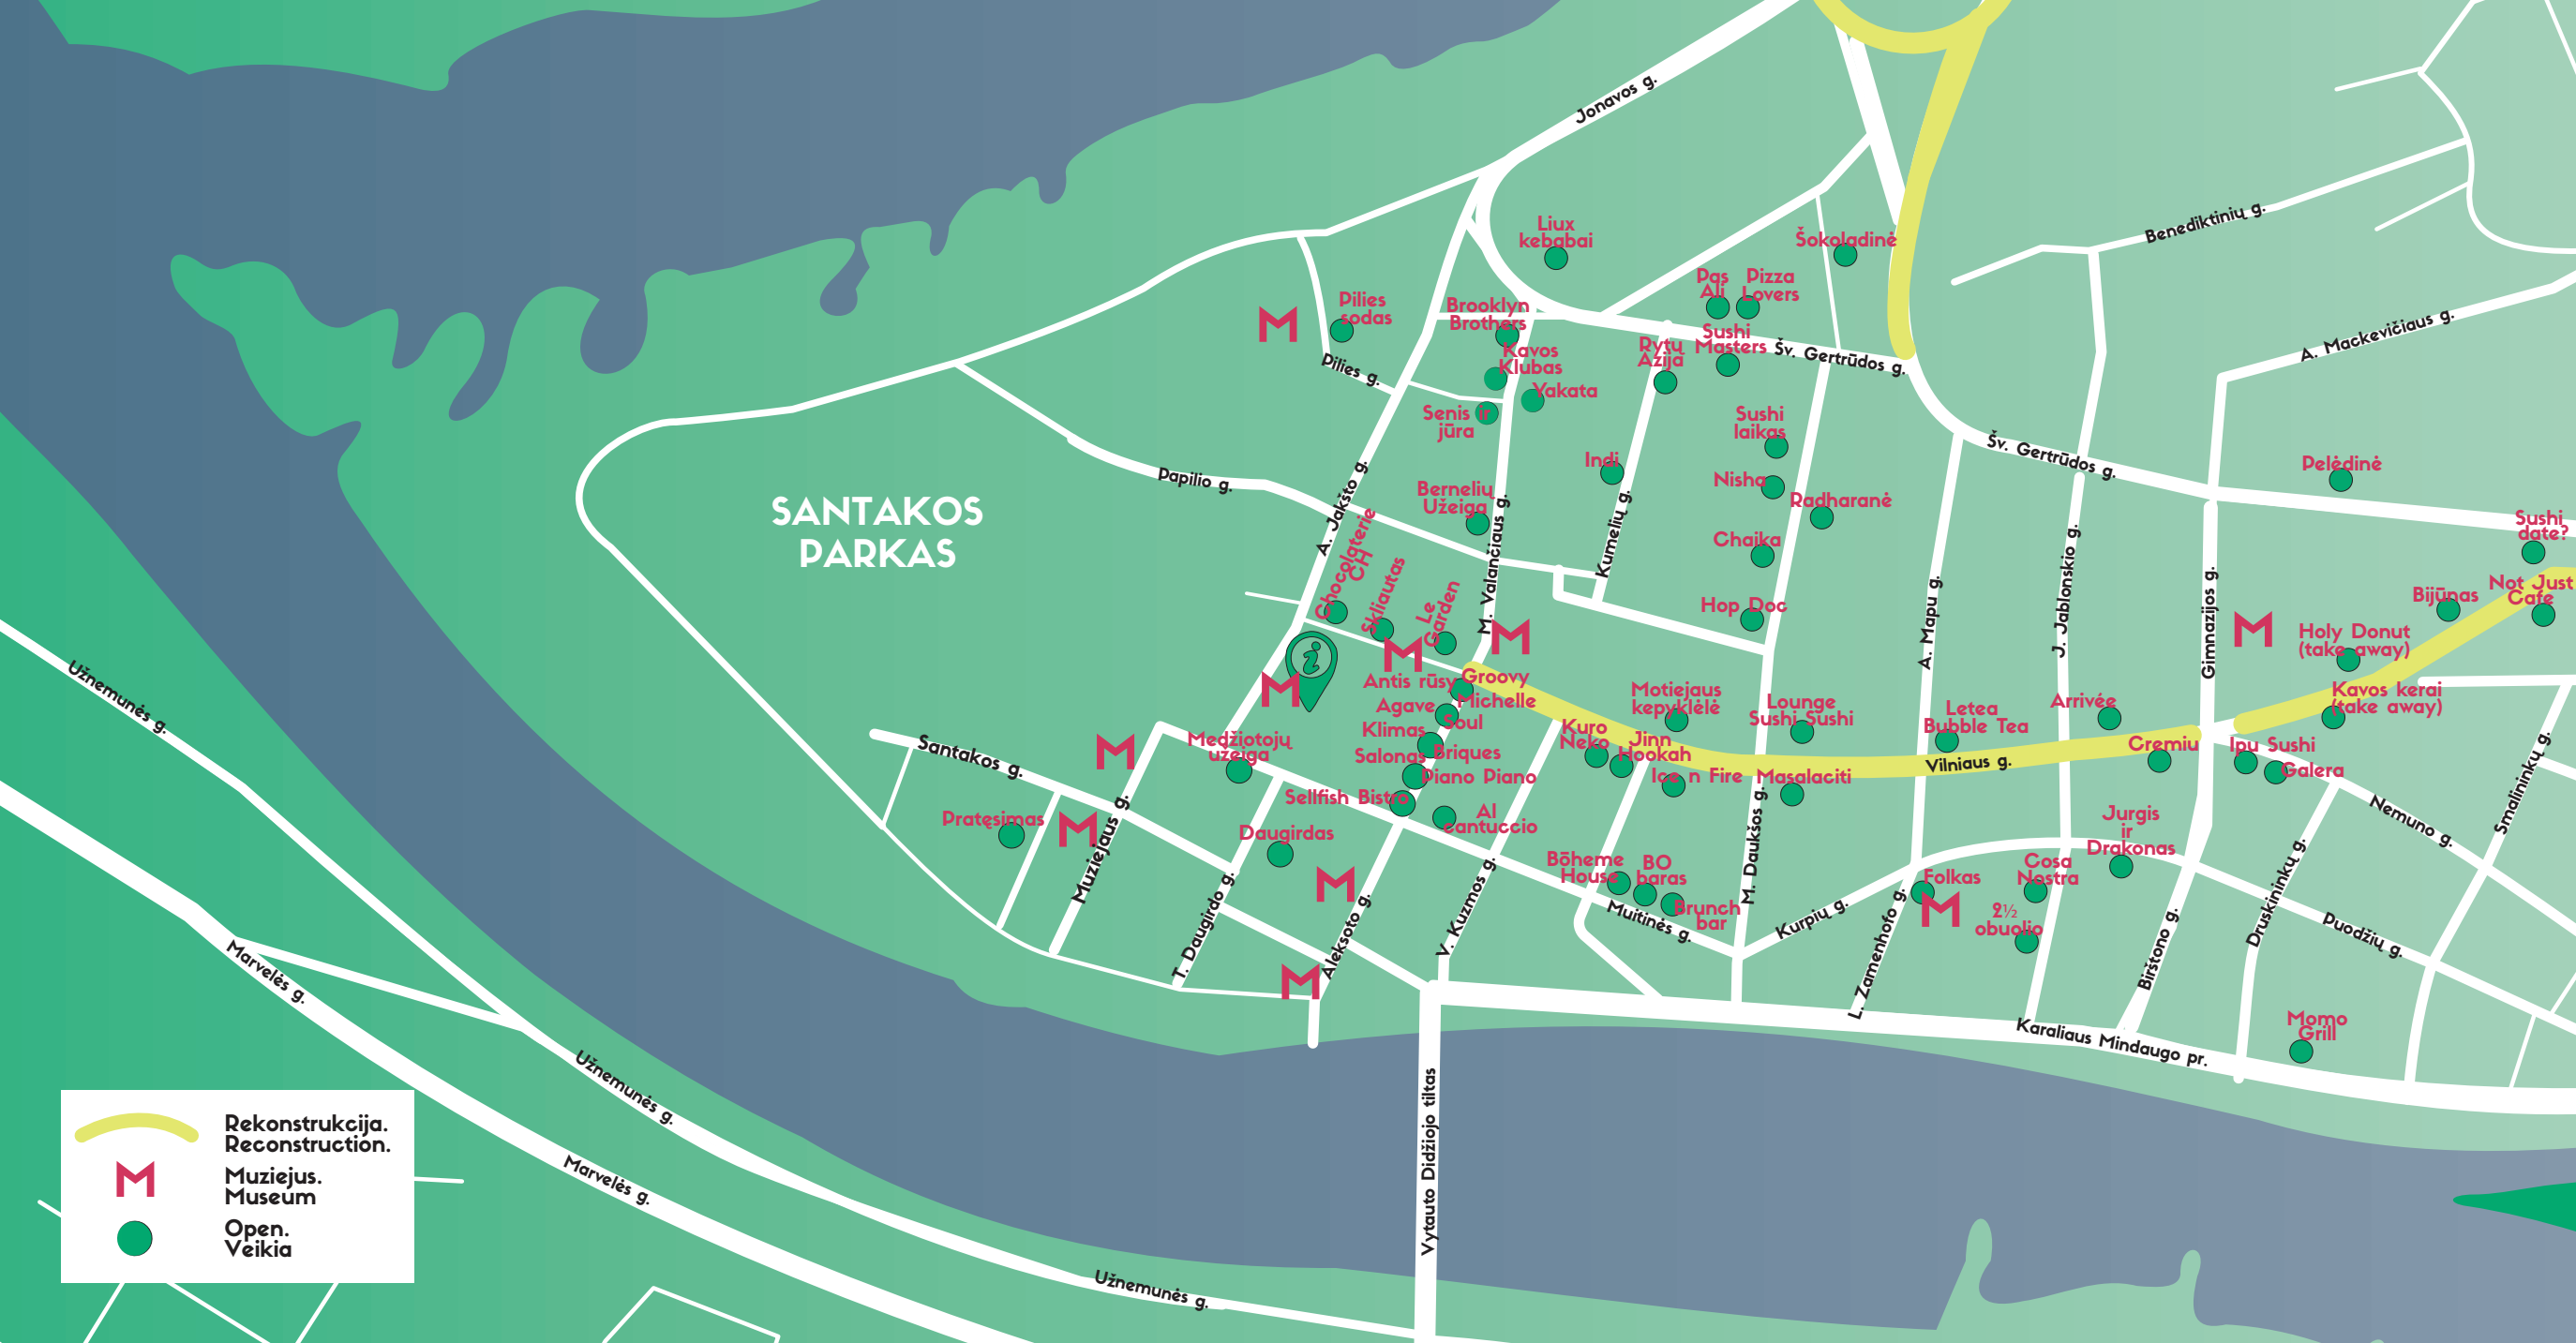 Jonavos g.
Liux
kebabai
Šokoladinė
Benediktinių g.
Pas
Ali
Pizza
Lovers
Pilies
sodas
Brooklyn
Brothers
Sushi
Masters
Rytų
Azija
Šv. Gertrūdos g.
A. Mackevičiaus g.
Pilies g.
Kavos
Klubas
Yakata
Senis ir
jūra
Sushi
laikas
Šv. Gertrūdos g.
Pelėdinė
Indi
Nisha
Radharanė
Papilio g.
Bernelių
Užeiga
SANTAKOS
PARKAS
A. Jakšto g.
M. Valančiaus g.
Kumelių g.
Chaika
Sushi
date?
Chocolaterie
CH
Skliautas
Le
Garden
Hop Doc
A. Mapu g.
J. Jablonskio g.
Gimnazijos g.
Bijūnas
Not Just
Cafe
Holy Donut
(take away)
M
M
M
M
M
M
M
M
M
M
M
i
Antis rūsy
Groovy
Agave
Michelle
Klimas
Soul
Salongs
Briques
Piano Piano
Sellfish Bistro
Al
cantuccio
Motiejaus
kepyklėlė
Lounge
Sushi Sushi
Letea
Bubble Tea
Arrivée
Kavos kerai
(take away)
Kuro
Neko
Jinn
Hookah
Ice n Fire
Masalaciti
Vilniaus g.
Cremiu
Ipu Sushi
Galera
Užnemunės g.
Santakos g.
Medžiotojų
užeiga
Pratęsimas
Muziejaus g.
Daugirdas
T. Daugirdo g.
Aleksoto g.
V. Kuzmos g.
M. Daukšos g.
Nemuno g.
Smalininkų g.
Jurgis
ir
Drakonas
Böheme
House
BO
baras
Brunch
bar
Muitinės g.
Kurpių g.
Folkas
Cosa
Nostra
2½
obuolio
L. Zamenhofo g.
Birštono g.
Druskininkų g.
Puodžių g.
Momo
Grill
Karaliaus Mindaugo pr.
Marvelės g.
Užnemunės g.
Marvelės g.
Užnemunės g.
Vytauto Didžiojo tiltas
Rekonstrukcija.
Reconstruction.
M
Muziejus.
Museum
Open.
Veikia